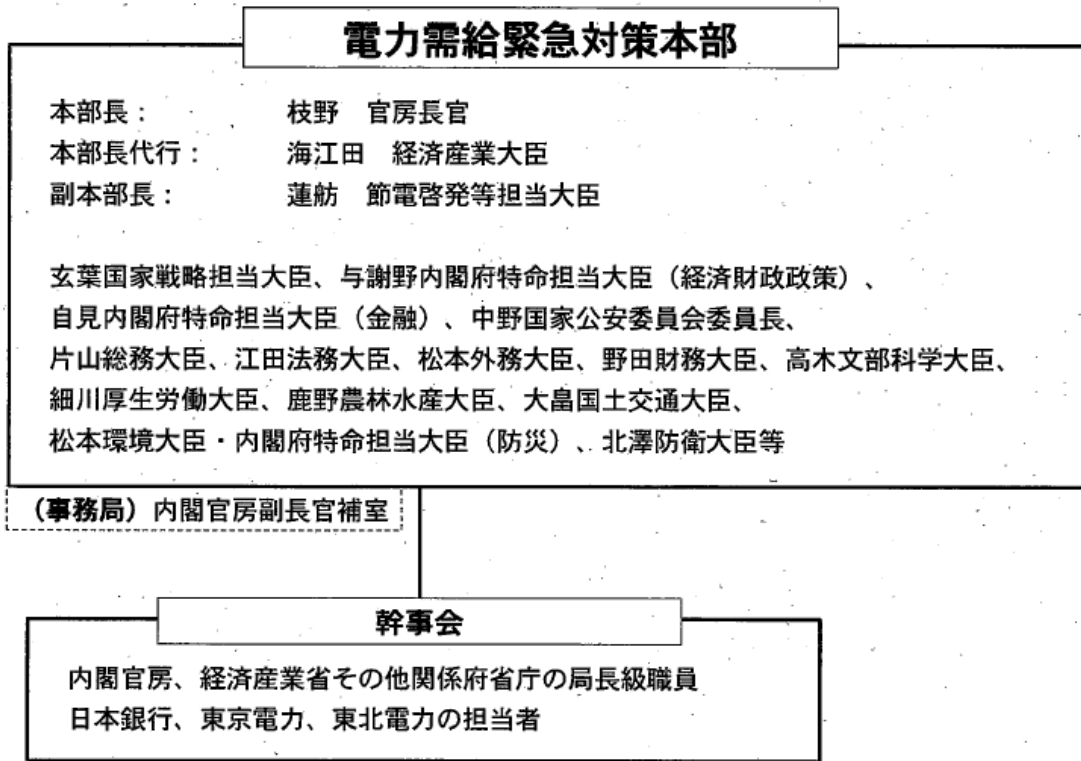 電力需給緊急対策本部
本部長： 枝野　官房長官
本部長代行： 海江田　経済産業大臣
副本部長： 蓮舫　節電啓発等担当大臣
玄葉国家戦略担当大臣、与謝野内閣府特命担当大臣（経済財政政策）、
自見内閣府特命担当大臣（金融）、中野国家公安委員会委員長、
片山総務大臣、江田法務大臣、松本外務大臣、野田財務大臣、高木文部科学大臣、
細川厚生労働大臣、鹿野農林水産大臣、大畠国土交通大臣、
松本環境大臣・内閣府特命担当大臣（防災）、北澤防衛大臣等
（事務局）内閣官房副長官補室
幹事会
内閣官房、経済産業省その他関係府省庁の局長級職員
日本銀行、東京電力、東北電力の担当者